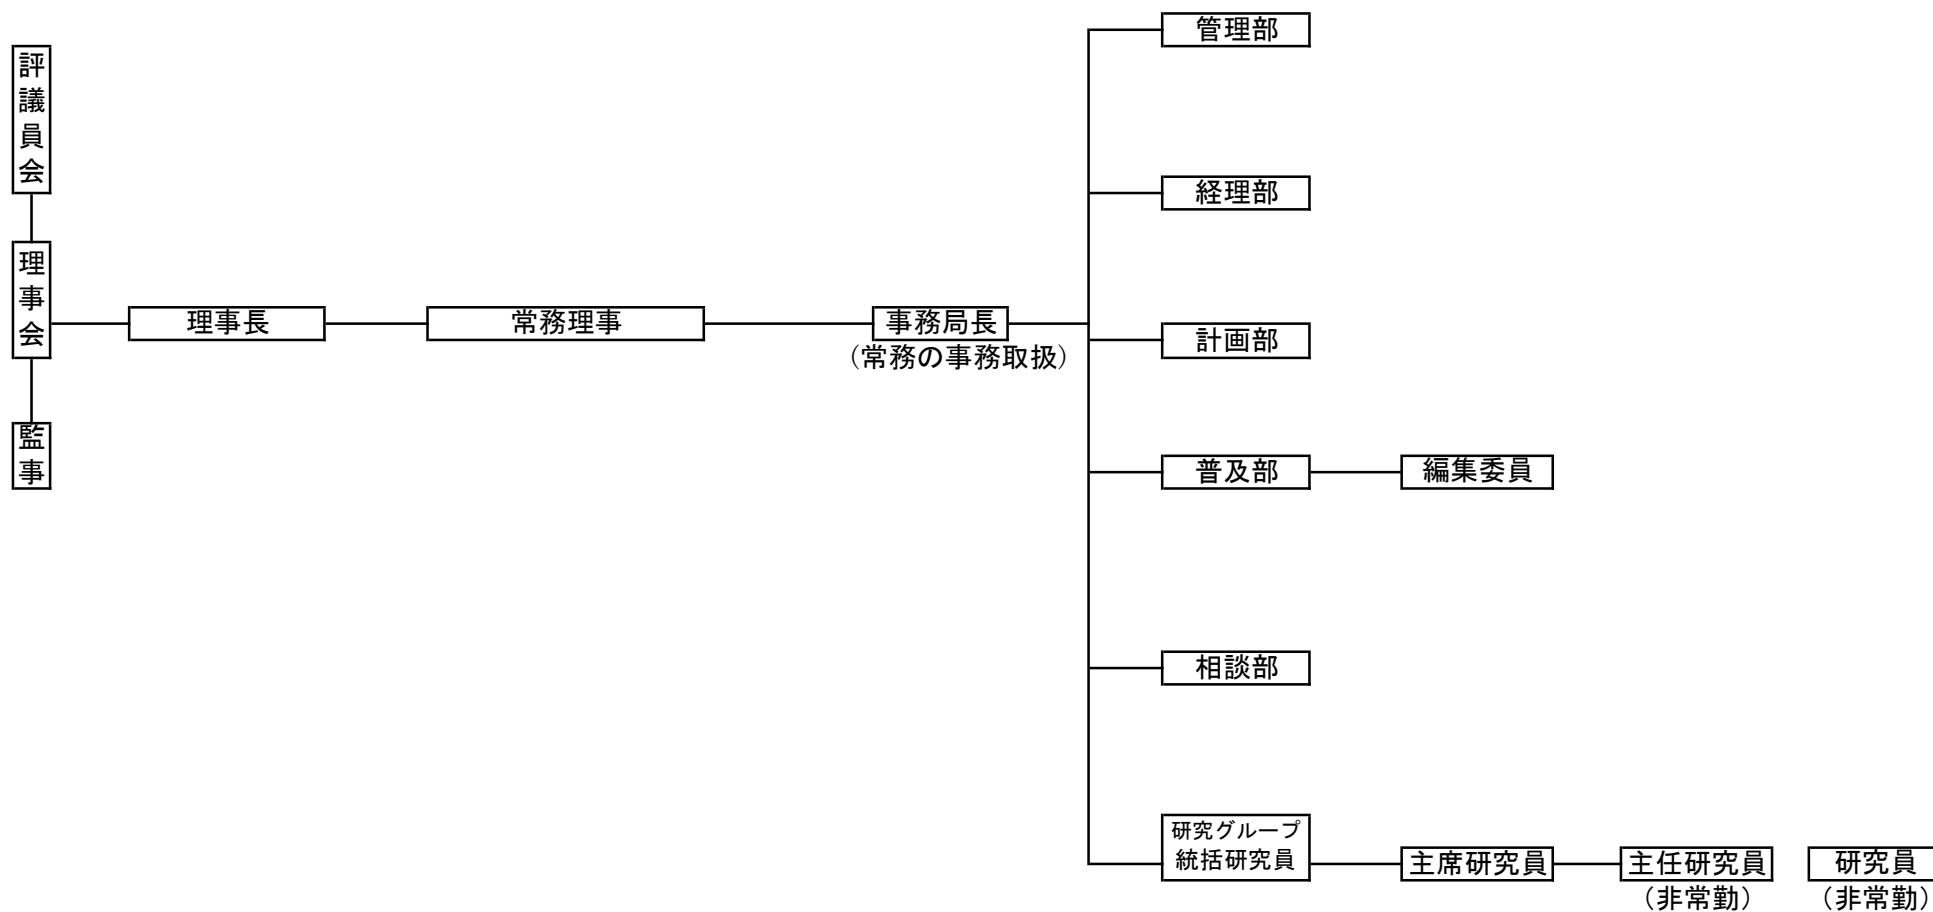 評議員会
理事会
監事
理事長
常務理事
事務局長
（常務の事務取扱）
管理部
経理部
計画部
普及部
編集委員
相談部
研究グループ
統括研究員
主席研究員
主任研究員
（非常勤）
研究員
（非常勤）